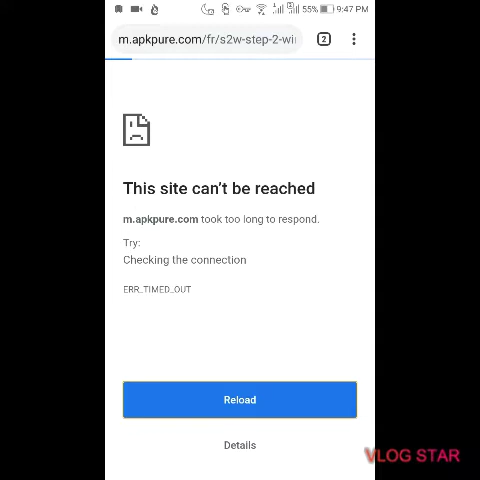 55% 9:47 PM
m.apkpure.com/fr/s2w-step-2-wi
2
This site can't be reached
m.apkpure.com took too long to respond.
Try:
Checking the connection
ERR_TIMED_OUT
Reload
Details
VLOG STAR